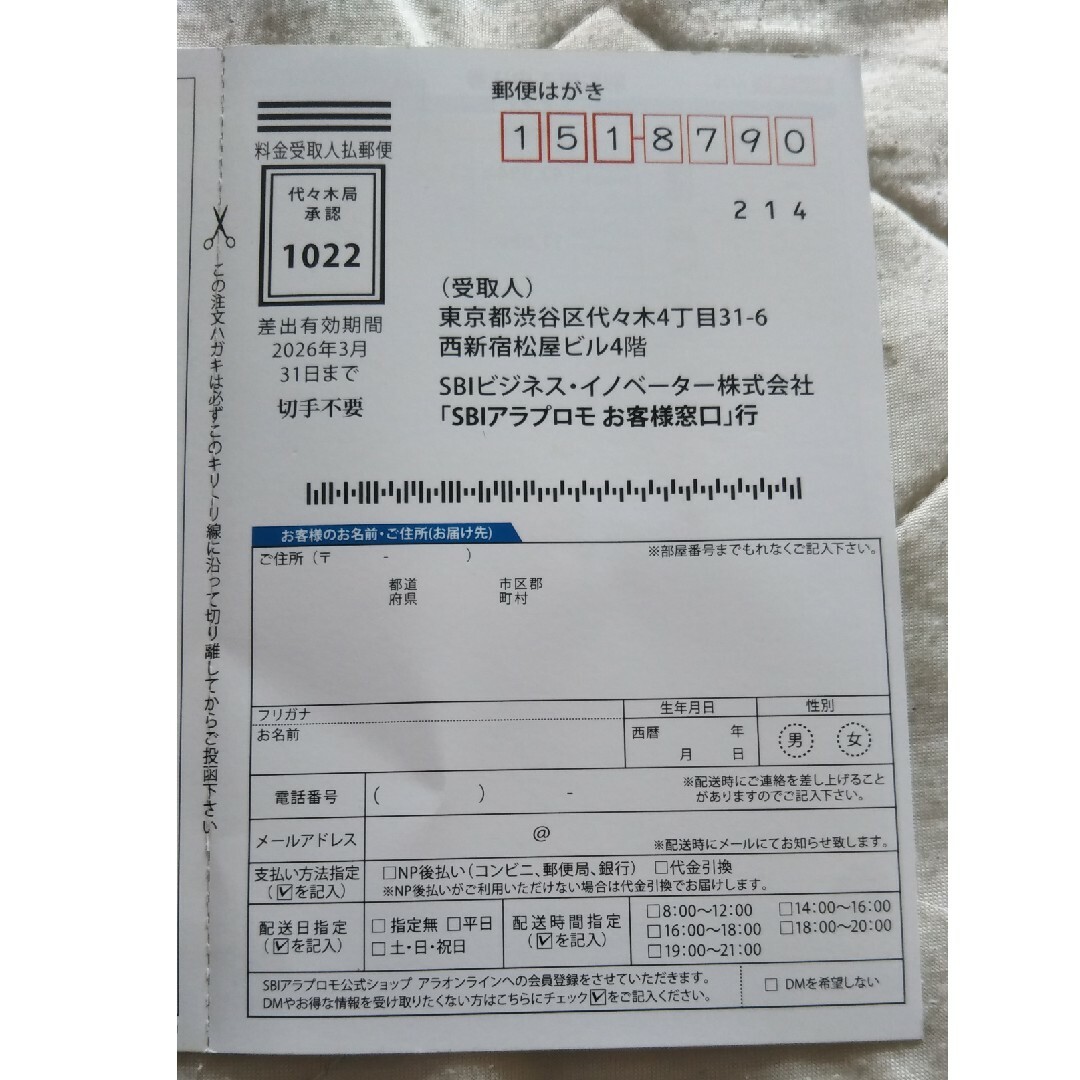 郵便はがき
151-8790
214
料金受取人払郵便
代々木局
承認
1022
差出有効期間
2026年3月
31日まで
切手不要
（受取人）
東京都渋谷区代々木4丁目31-6
西新宿松屋ビル4階
SBIビジネス・イノベーター株式会社
「SBIアラプロモ お客様窓口」行
この注文ハガキは必ずこのキリトリ線に沿って切り離してからご投函下さい
お客様のお名前・ご住所(お届け先)
ご住所（〒 - ）
※部屋番号までもれなくご記入下さい。
都道 市区郡
府県 町村
フリガナ
お名前
生年月日
西暦 年
月 日
性別
男 女
電話番号 ( ) -
※配送時にご連絡を差し上げること
がありますのでご記入下さい。
メールアドレス @
※配送時にメールにてお知らせ致します。
支払い方法指定
（☑を記入）
□NP後払い（コンビニ、郵便局、銀行） □代金引換
※NP後払いがご利用いただけない場合は代金引換でお届けします。
配送日指定
（☑を記入）
□ 指定無 □平日
□ 土・日・祝日
配送時間指定
（☑を記入）
□8:00〜12:00 □14:00〜16:00
□16:00〜18:00 □18:00〜20:00
□19:00〜21:00
SBIアラプロモ公式ショップ アラオンラインへの会員登録をさせていただきます。
DMやお得な情報を受け取りたくない方はこちらにチェック☑をご記入ください。
□ DMを希望しない